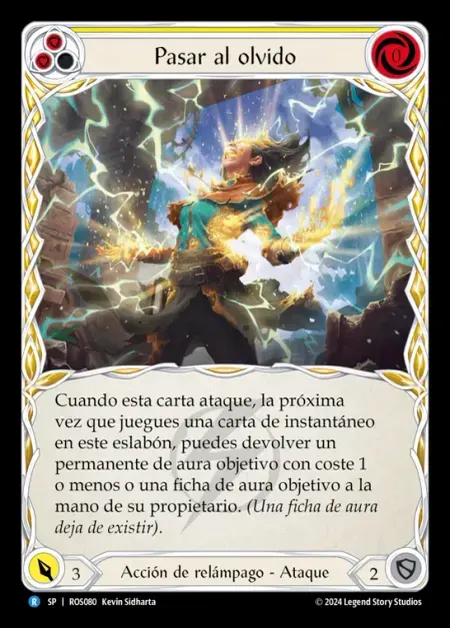 Pasar al olvido
0
Cuando esta carta ataque, la próxima
vez que juegues una carta de instantáneo
en este eslabón, puedes devolver un
permanente de aura objetivo con coste 1
o menos o una ficha de aura objetivo a la
mano de su propietario. (Una ficha de aura
deja de existir).
3
Acción de relámpago - Ataque
2
R SP | ROS080 Kevin Sidharta
© 2024 Legend Story Studios